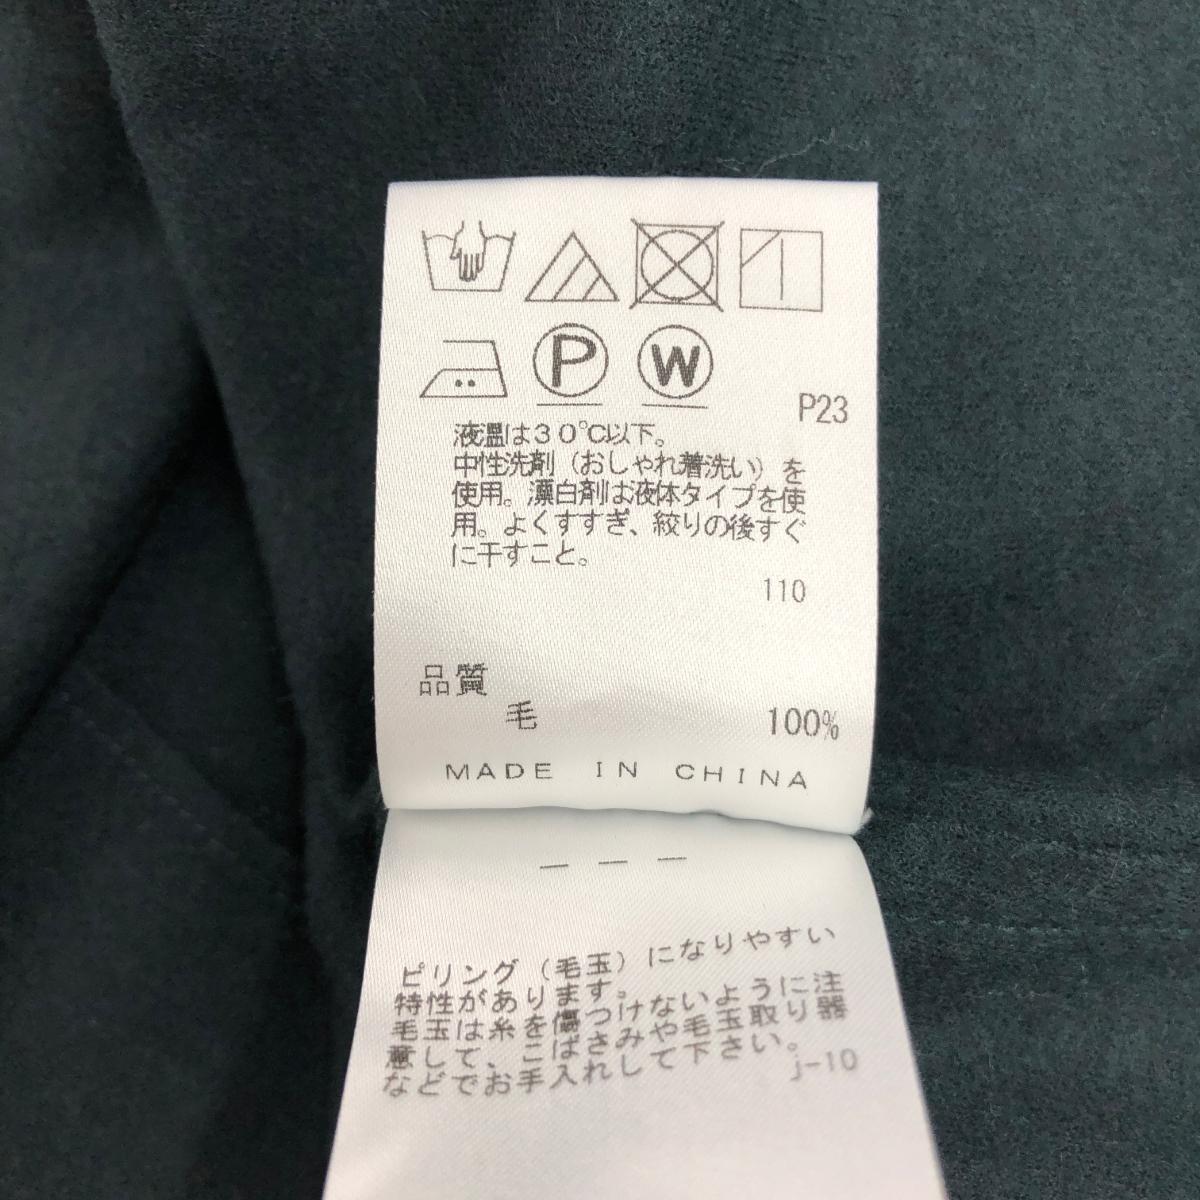 P
W
P23
液温は30℃以下。
中性洗剤（おしゃれ着洗い）を
使用。漂白剤は液体タイプを使
用。よくすすぎ、絞りの後すぐ
に干すこと。
110
品質
毛 100%
MADE IN CHINA
― ― ―
ピリング（毛玉）になりやすい
特性があります。
毛玉は糸を傷つけないように注
意して、こばさみや毛玉取り器
などでお手入れして下さい。
j-10